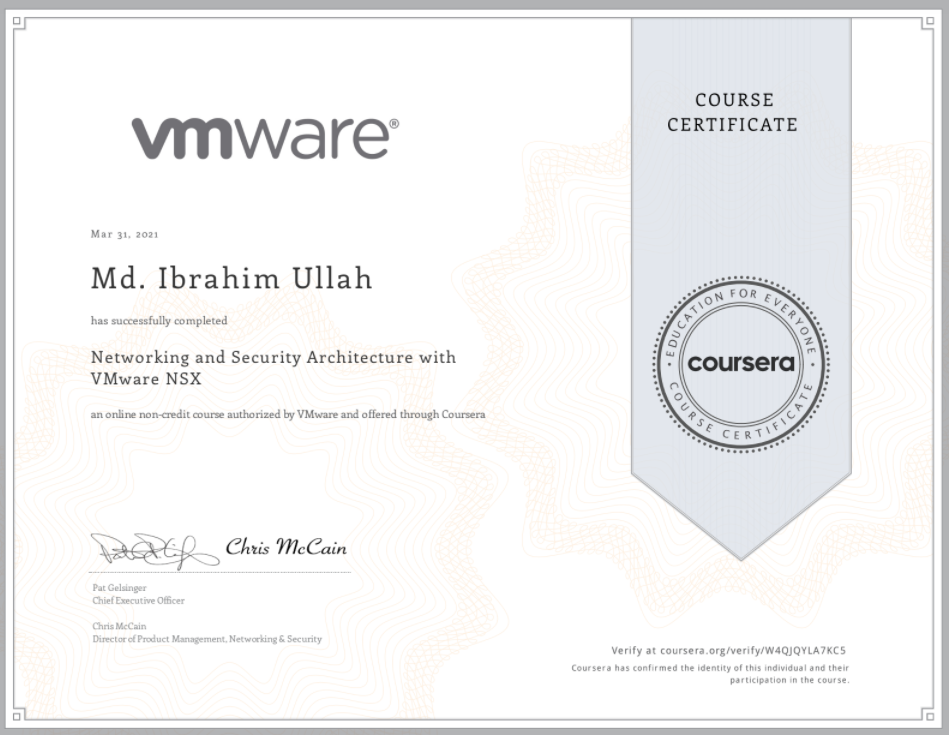 vmware®
COURSE
CERTIFICATE
Mar 31, 2021
Md. Ibrahim Ullah
has successfully completed
Networking and Security Architecture with
VMware NSX
an online non-credit course authorized by VMware and offered through Coursera
EDUCATION FOR EVERYONE
coursera
COURSE CERTIFICATE
Chris McCain
Pat Gelsinger
Chief Executive Officer
Chris McCain
Director of Product Management, Networking & Security
Verify at coursera.org/verify/W4QJQYLA7KC5
Coursera has confirmed the identity of this individual and their
participation in the course.